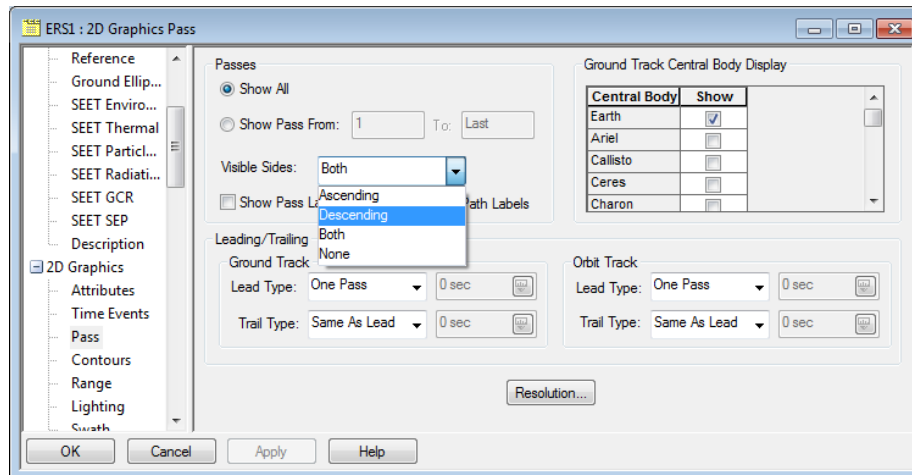 ERS1 : 2D Graphics Pass
Reference
Ground Ellip...
SEET Enviro...
SEET Thermal
SEET Particl...
SEET Radiati...
SEET GCR
SEET SEP
Description
2D Graphics
Attributes
Time Events
Pass
Contours
Range
Lighting
Swath
Passes
Show All
Show Pass From: 1 To: Last
Visible Sides: Both
Ascending
Descending
Both
None
Show Pass La
Path Labels
Ground Track Central Body Display
Central Body Show
Earth
Ariel
Callisto
Ceres
Charon
Leading/Trailing
Ground Track
Lead Type: One Pass 0 sec
Trail Type: Same As Lead 0 sec
Orbit Track
Lead Type: One Pass 0 sec
Trail Type: Same As Lead 0 sec
Resolution...
OK Cancel Apply Help